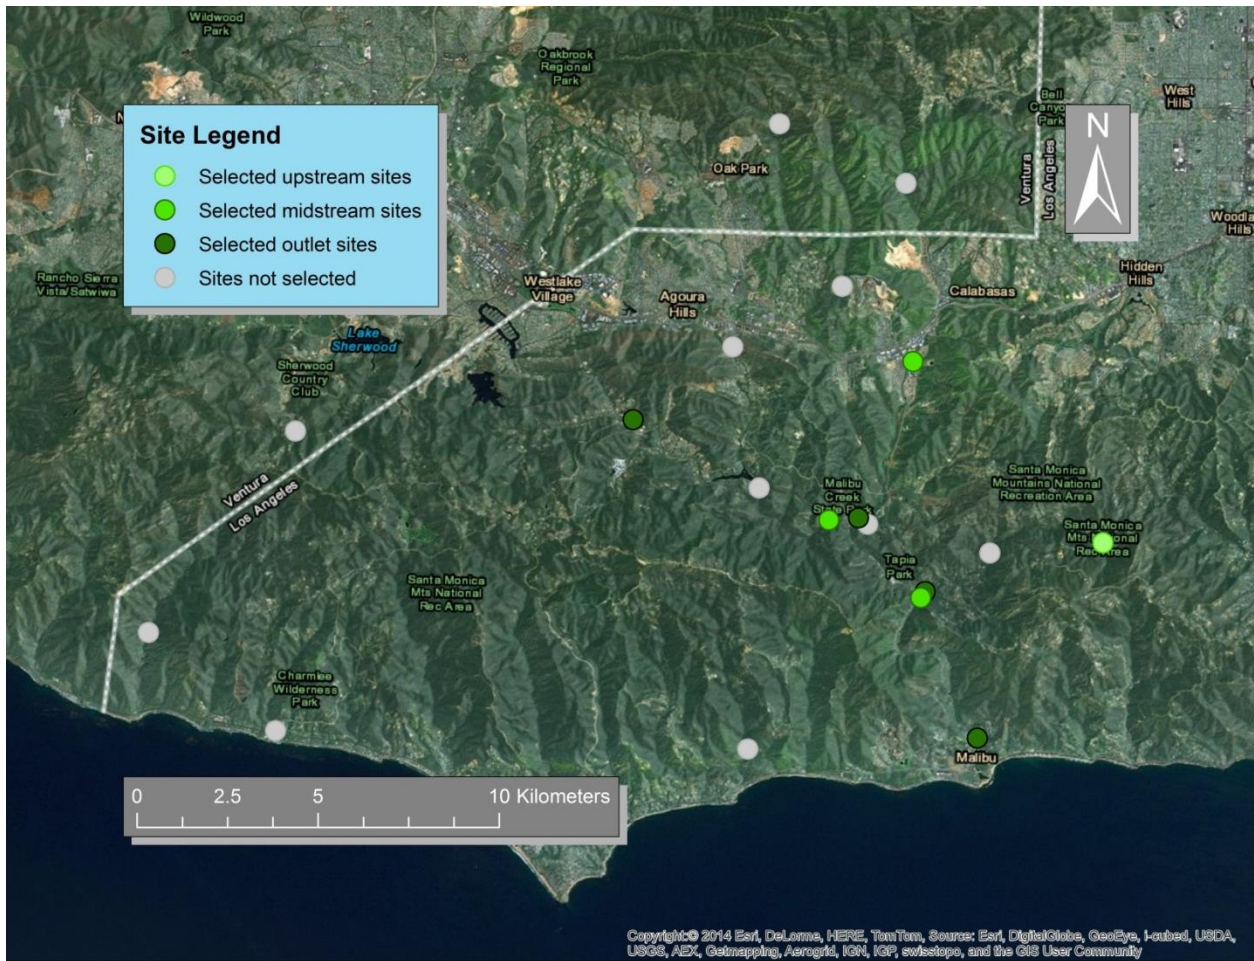 Wildwood
Park
Oakbrook
Regional
Park
Bell
Canyon
Park
West
Hills
N
Site Legend
Selected upstream sites
Selected midstream sites
Selected outlet sites
Sites not selected
Oak Park
Ventura
Los Angeles
Hills
Rancho Sierra
Vista/Satwiwa
Westlake
Village
Agoura
Hills
Calabasas
Hidden
Hills
Lake
Sherwood
Sherwood
Country
Club
Ventura
Los Angeles
Malibu
Creek
State
Santa Monica
Mountains National
Recreation Area
Santa Monica
Mts National
Rec Area
Tapia
Park
Santa Monica
Mts National
Rec Area
Charmlee
Wilderness
Park
Malibu
0 2.5 5 10 Kilometers
Copyright:© 2014 Esri, DeLorme, HERE, TomTom, Source: Esri, DigitalGlobe, GeoEye, i-cubed, USDA,
USGS, AEX, Getmapping, Aerogrid, IGN, IGP, swisstopo, and the GIS User Community